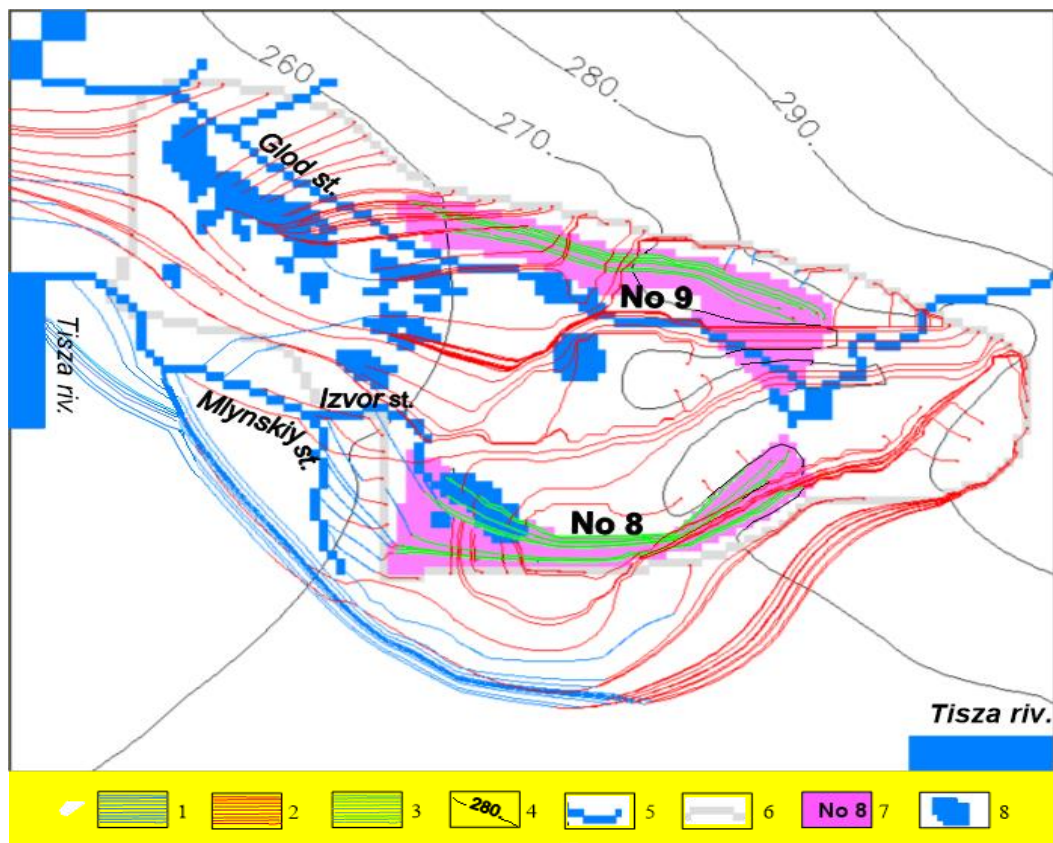 260.
280.
290.
270.
Glod st.
No 9
Tisza riv.
Izvor st.
Mlynskiy st.
No 8
Tisza riv.
1 2 3 280. 4 5 6 No 8 7 8